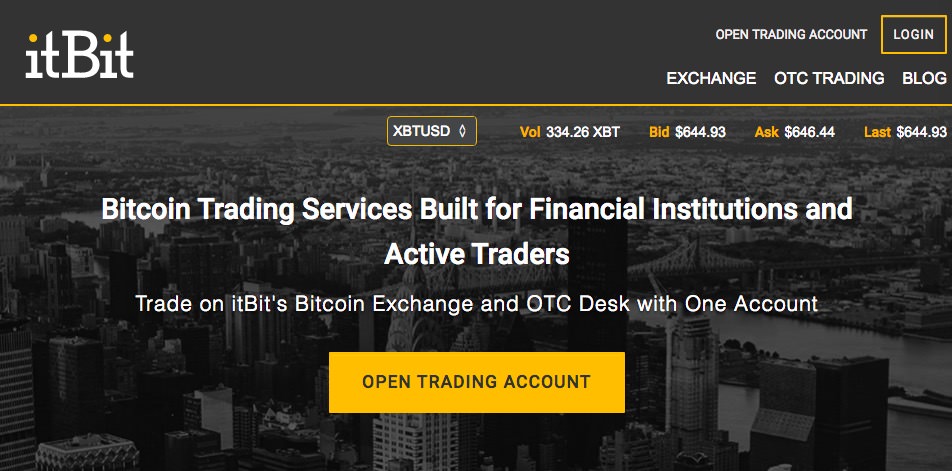 itBit
OPEN TRADING ACCOUNT LOGIN
EXCHANGE OTC TRADING BLOG
XBTUSD Vol 334.26 XBT Bid $644.93 Ask $646.44 Last $644.93
Bitcoin Trading Services Built for Financial Institutions and
Active Traders
Trade on itBit's Bitcoin Exchange and OTC Desk with One Account
OPEN TRADING ACCOUNT